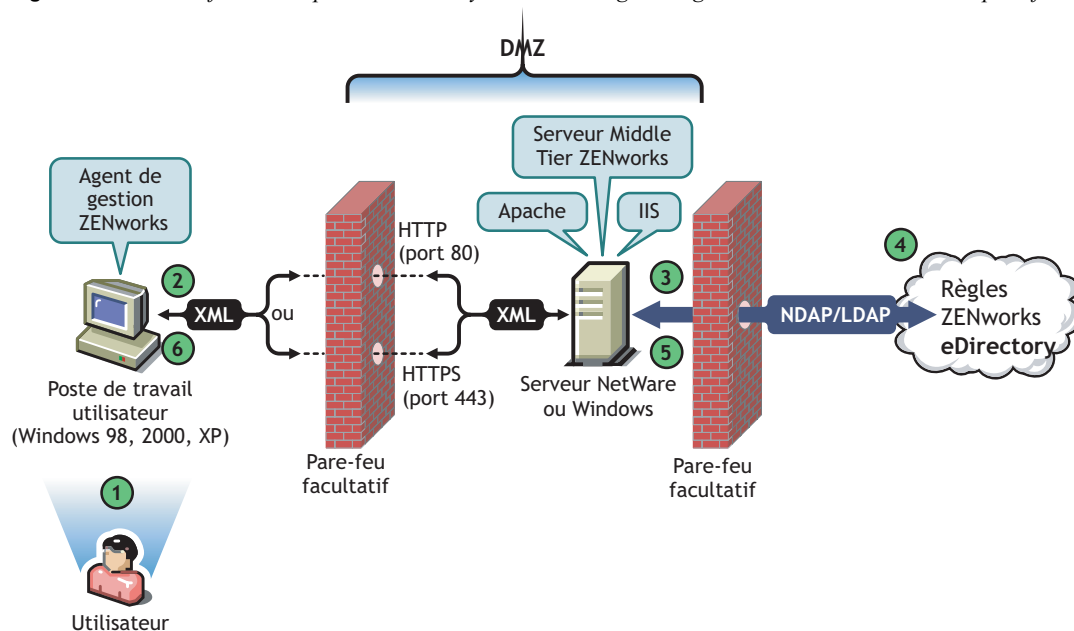 DMZ
Serveur Middle
Tier ZENworks
Agent de
gestion
ZENworks
Apache
IIS
HTTP
(port 80)
2
3
4
XML
ou
XML
NDAP/LDAP
Règles
ZENworks
eDirectory
6
5
HTTPS
(port 443)
Poste de travail
utilisateur
(Windows 98, 2000, XP)
Serveur NetWare
ou Windows
Pare-feu
facultatif
Pare-feu
facultatif
1
Utilisateur